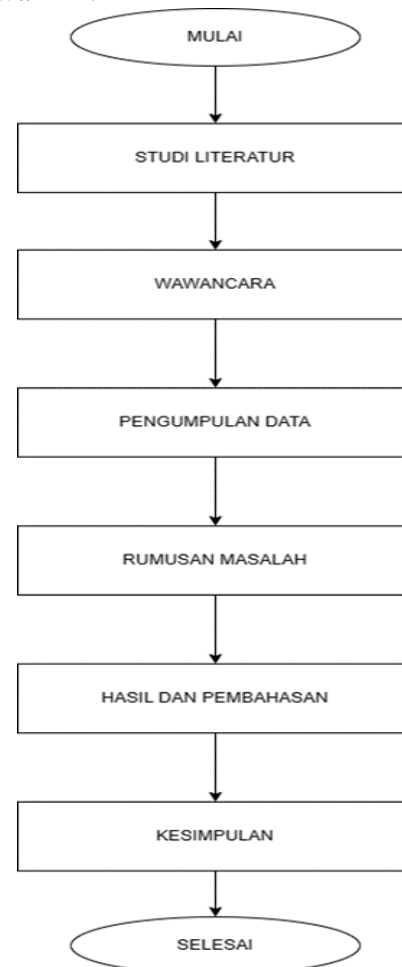 MULAI
STUDI LITERATUR
WAWANCARA
PENGUMPULAN DATA
RUMUSAN MASALAH
HASIL DAN PEMBAHASAN
KESIMPULAN
SELESAI